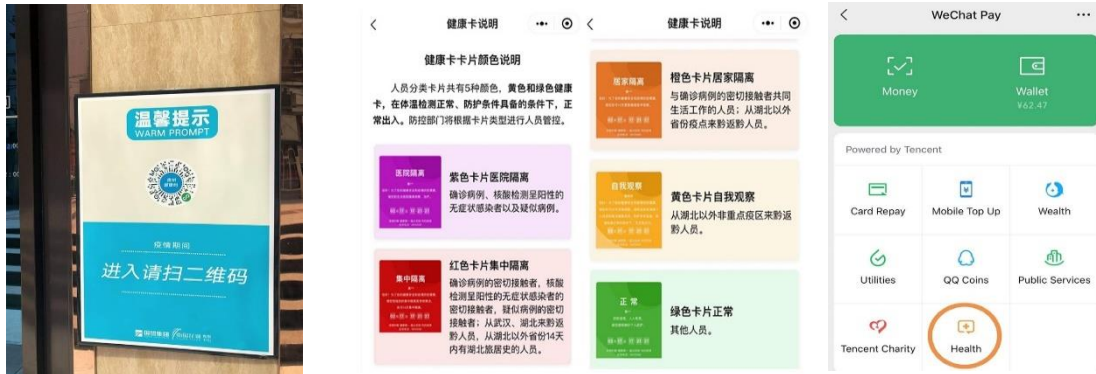 温馨提示
WARM PROMPT
疫情期间
进入请扫二维码
健康卡说明
健康卡卡片颜色说明
人员分类卡片共有5种颜色，黄色和绿色健康
卡，在体温检测正常、防护条件具备的条件下，正
常出入。防控部门将根据卡片类型进行人员管控。
医院隔离
紫色卡片医院隔离
确诊病例、核酸检测呈阳性的
无症状感染者以及疑似病例。
集中隔离
红色卡片集中隔离
确诊病例的密切接触者，核酸
检测呈阳性的无症状感染者的
密切接触者，疑似病例的密切
接触者；从武汉、湖北来黔返
黔人员，从湖北以外省份14天
内有湖北旅居史的人员。
健康卡说明
居家隔离
橙色卡片居家隔离
与确诊病例的密切接触者共同
生活工作的人员；从湖北以外
省份疫点来黔返黔人员。
自我观察
黄色卡片自我观察
从湖北以外非重点疫区来黔返
黔人员。
正常
绿色卡片正常
其他人员。
WeChat Pay
Money
Wallet
¥62.47
Powered by Tencent
Card Repay
Mobile Top Up
Wealth
Utilities
QQ Coins
Public Services
Tencent Charity
Health